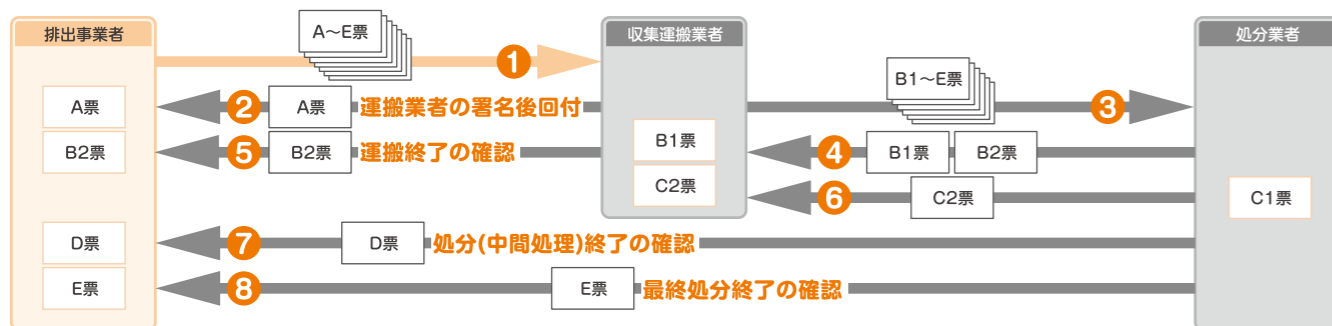 排出事業者
収集運搬業者
処分業者
A〜E票
1
B1〜E票
A票
2
A票
運搬業者の署名後回付
3
B2票
5
B2票
運搬終了の確認
B1票
4
B1票
B2票
C2票
6
C2票
C1票
D票
7
D票
処分(中間処理)終了の確認
E票
8
E票
最終処分終了の確認